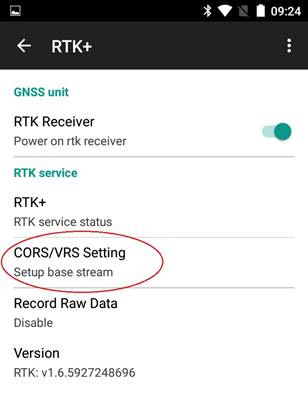 09:24
RTK+
GNSS unit
RTK Receiver
Power on rtk receiver
RTK service
RTK+
RTK service status
CORS/VRS Setting
Setup base stream
Record Raw Data
Disable
Version
RTK: v1.6.5927248696